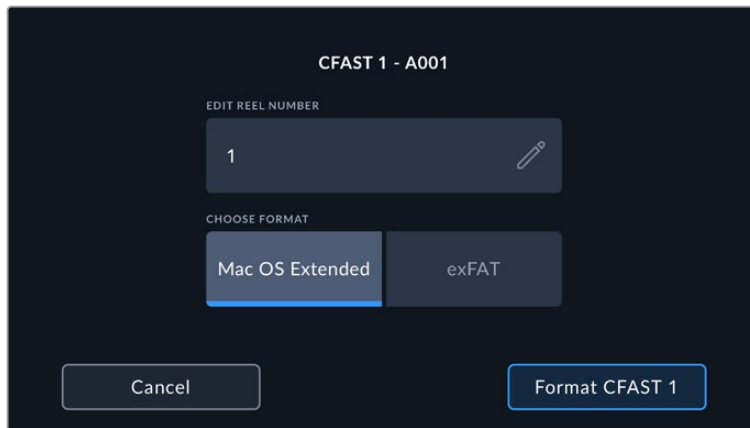 CFAST 1 - A001
EDIT REEL NUMBER
1
CHOOSE FORMAT
Mac OS Extended exFAT
Cancel Format CFAST 1